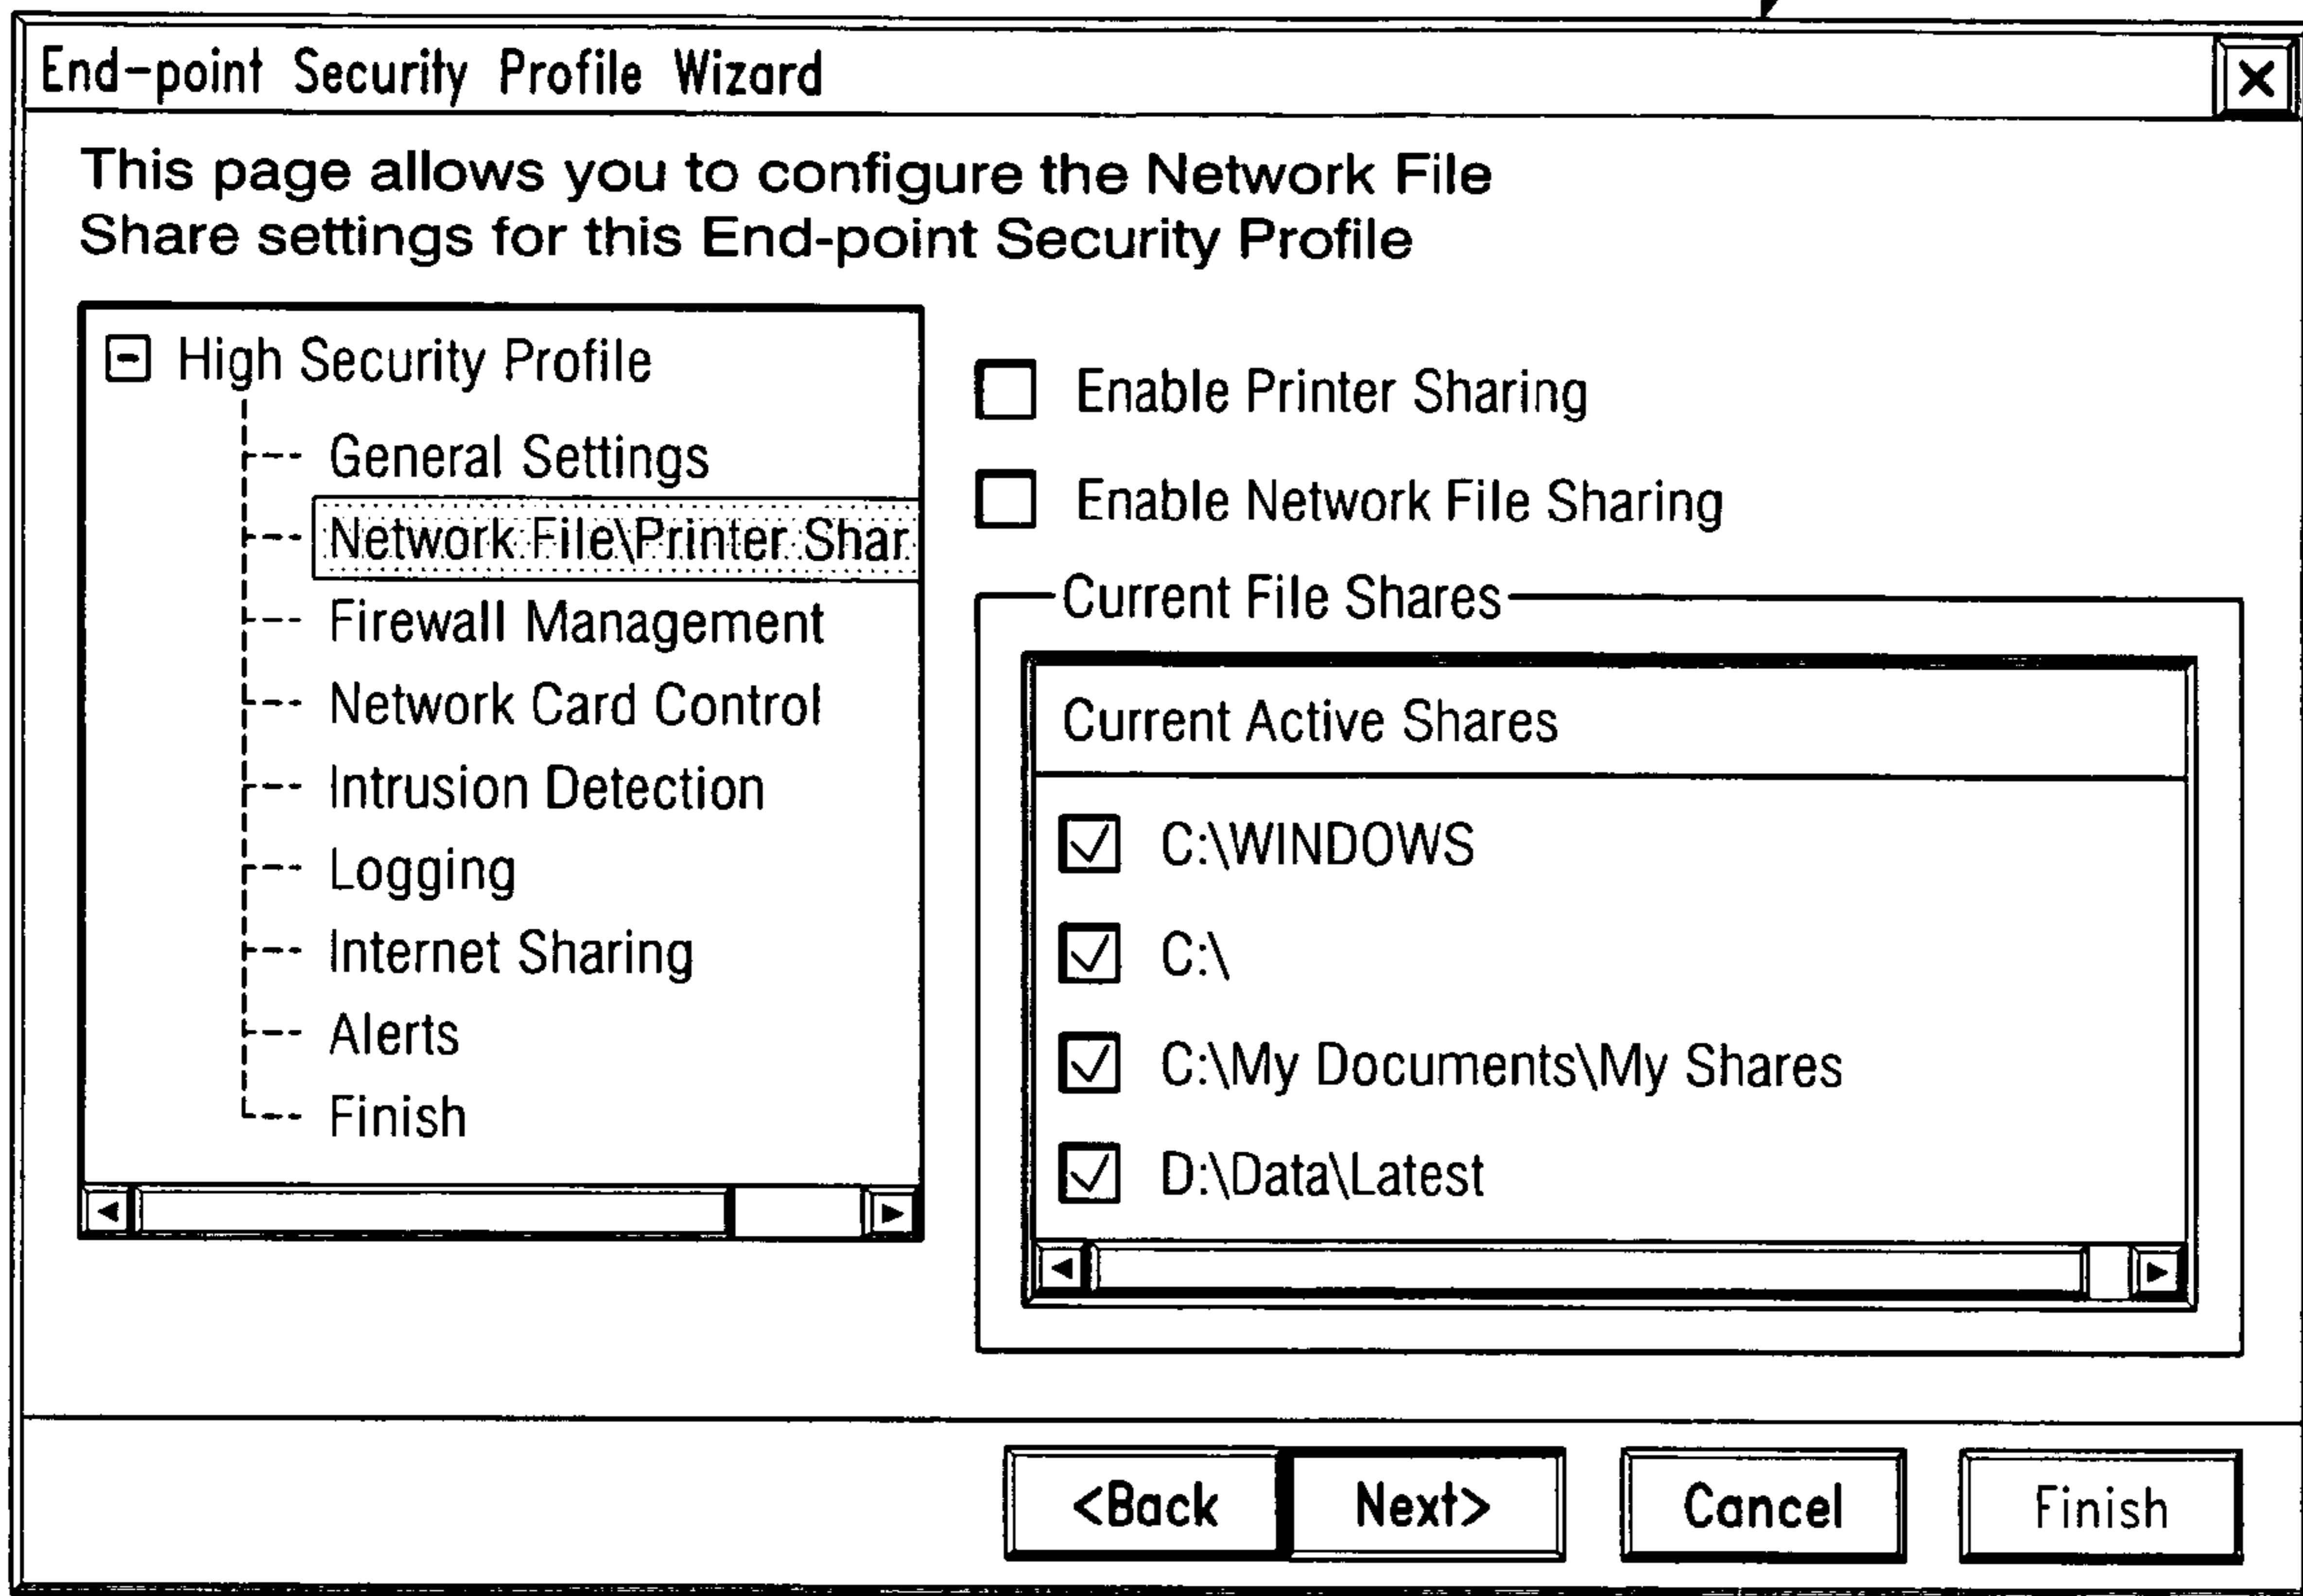 End-point Security Profile Wizard
This page allows you to configure the Network File
Share settings for this End-point Security Profile
High Security Profile
General Settings
Network File\Printer Shar
Firewall Management
Network Card Control
Intrusion Detection
Logging
Internet Sharing
Alerts
Finish
Enable Printer Sharing
Enable Network File Sharing
Current File Shares
Current Active Shares
C:\WINDOWS
C:\
C:\My Documents\My Shares
D:\Data\Latest
<Back
Next>
Cancel
Finish